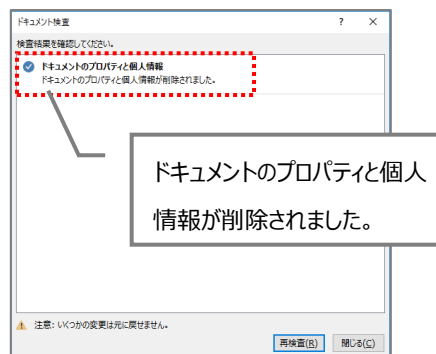 ドキュメント検査
? ×
検査結果を確認してください。
ドキュメントのプロパティと個人情報
ドキュメントのプロパティと個人情報が削除されました。
ドキュメントのプロパティと個人
情報が削除されました。
注意: いくつかの変更は元に戻せません。
再検査(R) 閉じる(C)